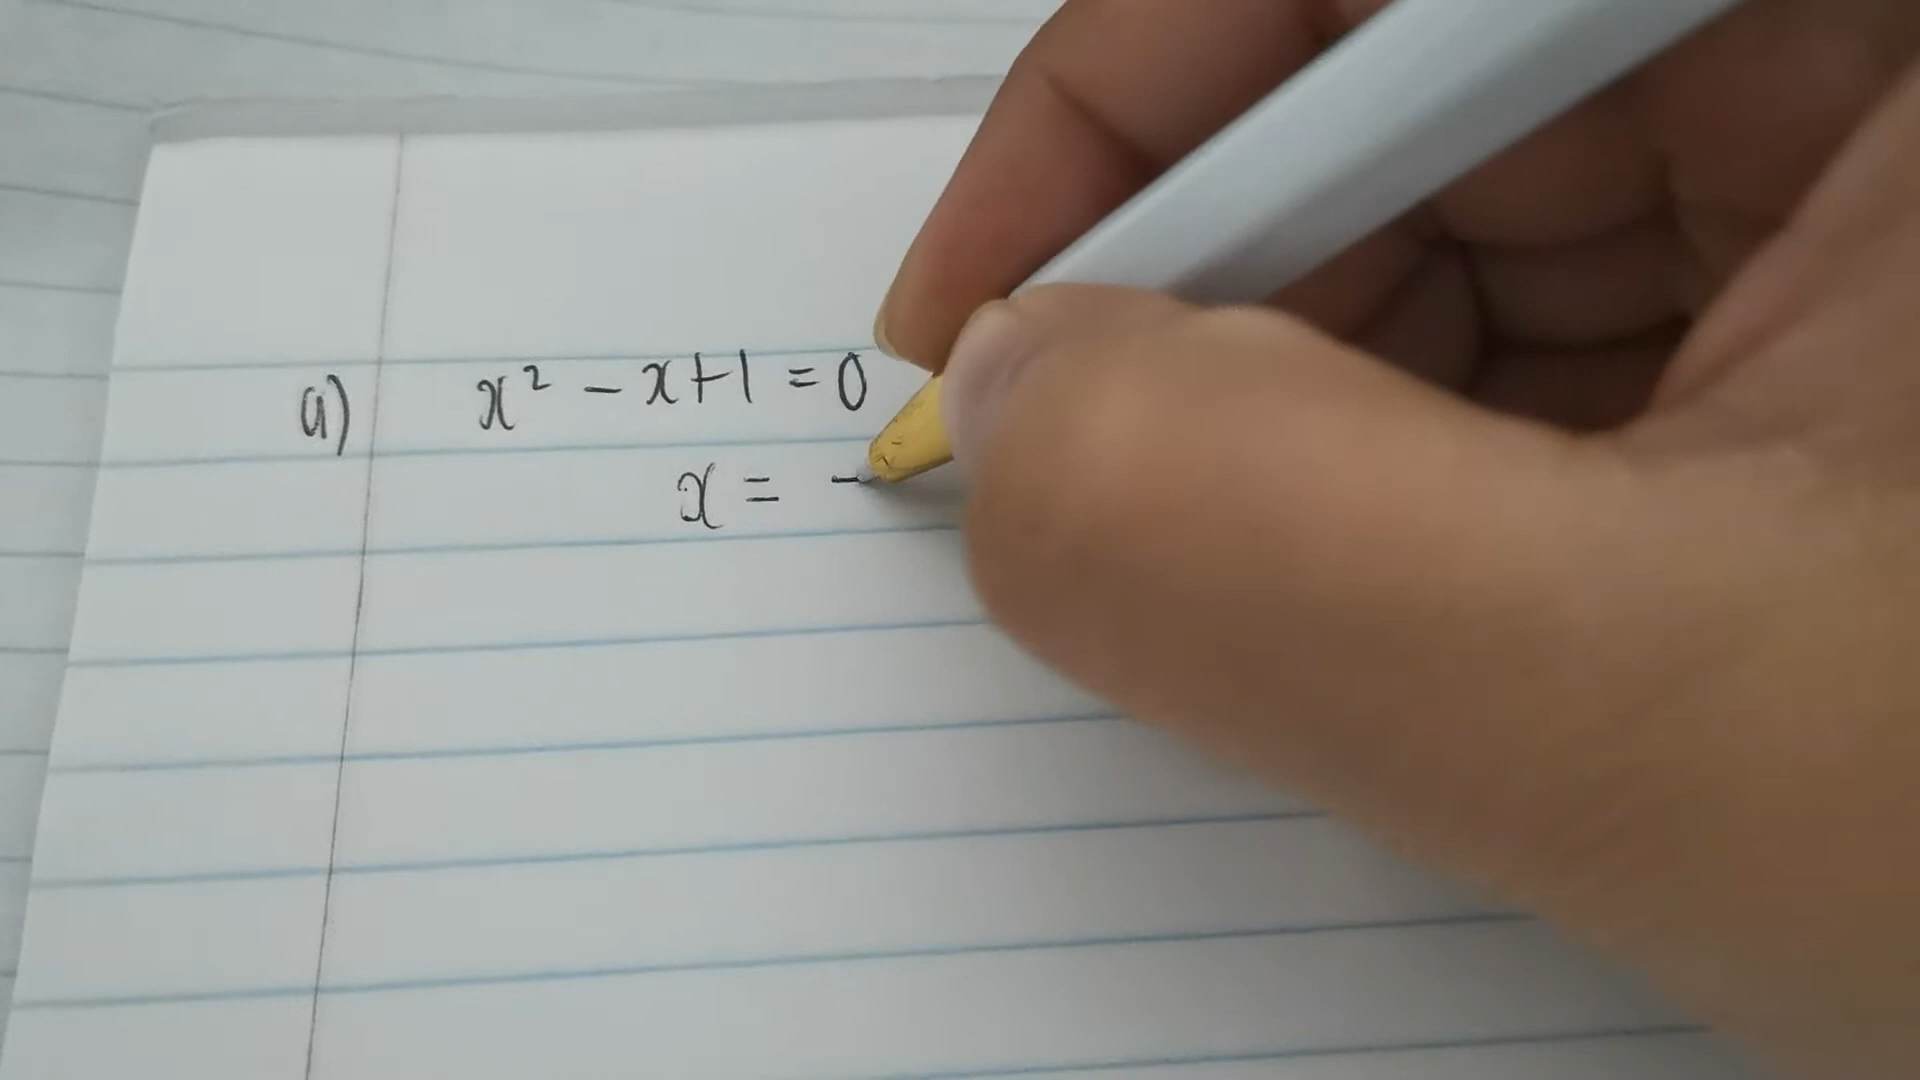 a) x² - x+1 = 0
x = -